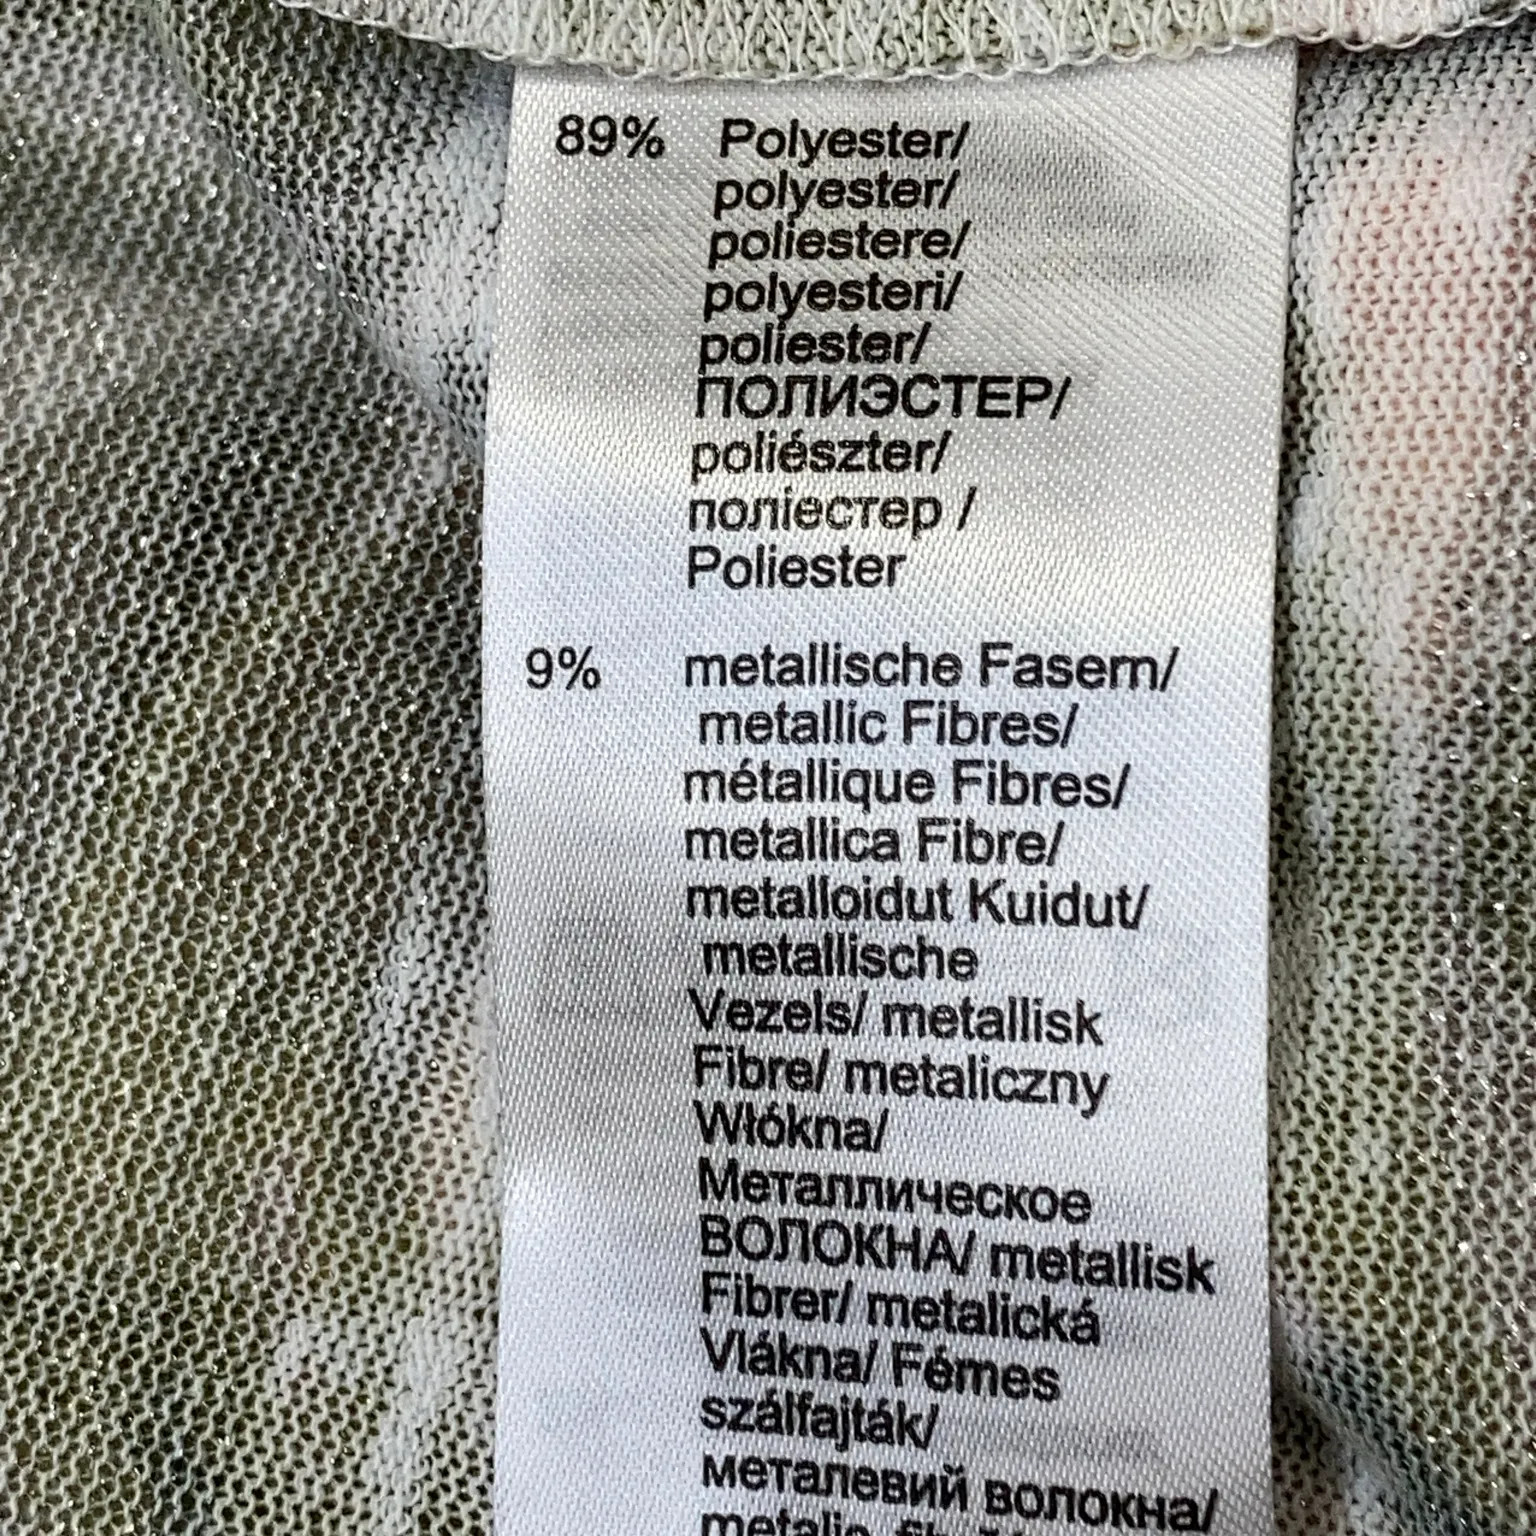 89% Polyester/
polyester/
poliestere/
polyesteri/
poliester/
ПОЛИЭСТЕР/
poliészter/
поліестер /
Poliester
9% metallische Fasern/
metallic Fibres/
métallique Fibres/
metallica Fibre/
metalloidut Kuidut/
metallische
Vezels/ metallisk
Fibre/ metaliczny
Włókna/
Металлическое
ВОЛОКНА/ metallisk
Fibrer/ metalická
Vlákna/ Fémes
szálfajták/
металевий волокна/